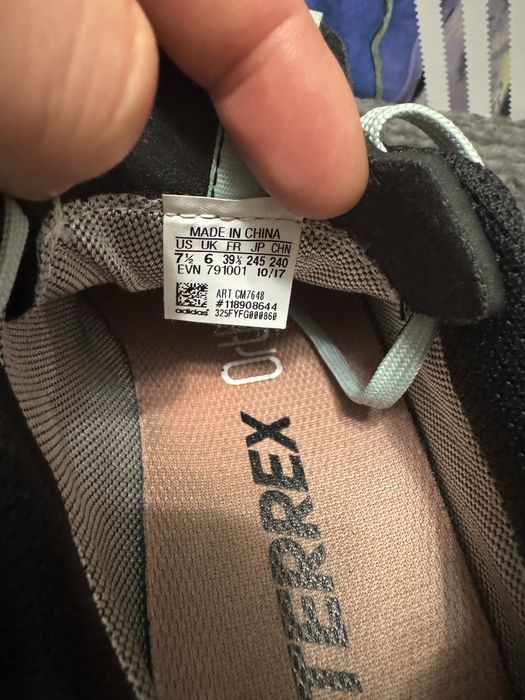 MADE IN CHINA
US UK FR JP CHN
7½ 6 39⅓ 245 240
EVN 791001 10/17
ART CM7648
#118908644
adidas 325FYFG000860
TERREX